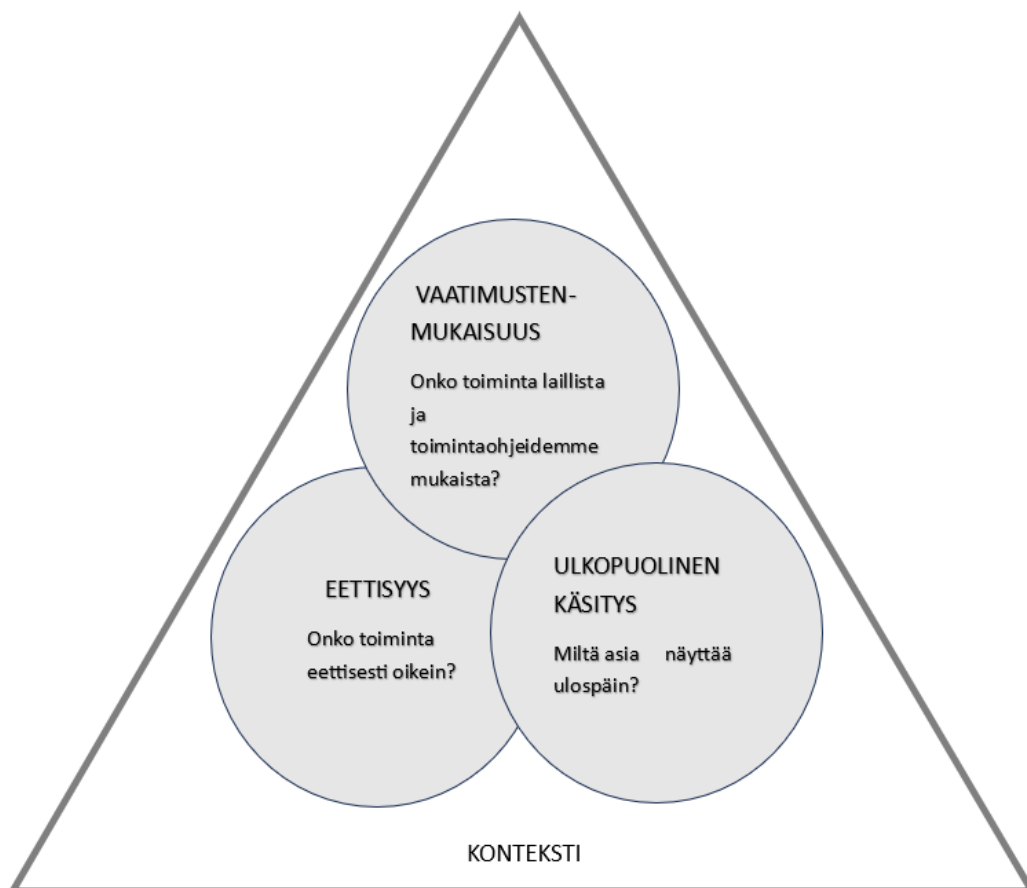 VAATIMUSTEN-
MUKAISUUS
Onko toiminta laillista
ja
toimintaohjeidemme
mukaista?
EETTISYYS
Onko toiminta
eettisesti oikein?
ULKOPUOLINEN
KÄSITYS
Miltä asia näyttää
ulospäin?
KONTEKSTI